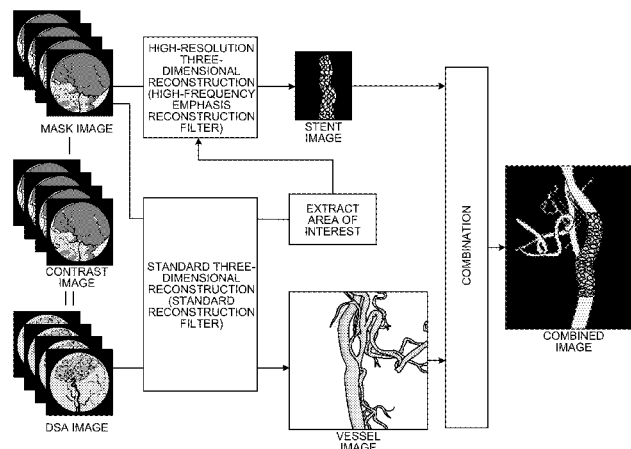 MASK IMAGE
CONTRAST
IMAGE
DSA IMAGE
HIGH-RESOLUTION
THREE-
DIMENSIONAL
RECONSTRUCTION
(HIGH-FREQUENCY
EMPHASIS
RECONSTRUCTION
FILTER)
STENT
IMAGE
EXTRACT
AREA OF
INTEREST
STANDARD THREE-
DIMENSIONAL
RECONSTRUCTION
(STANDARD
RECONSTRUCTION
FILTER)
VESSEL
IMAGE
COMBINATION
COMBINED
IMAGE